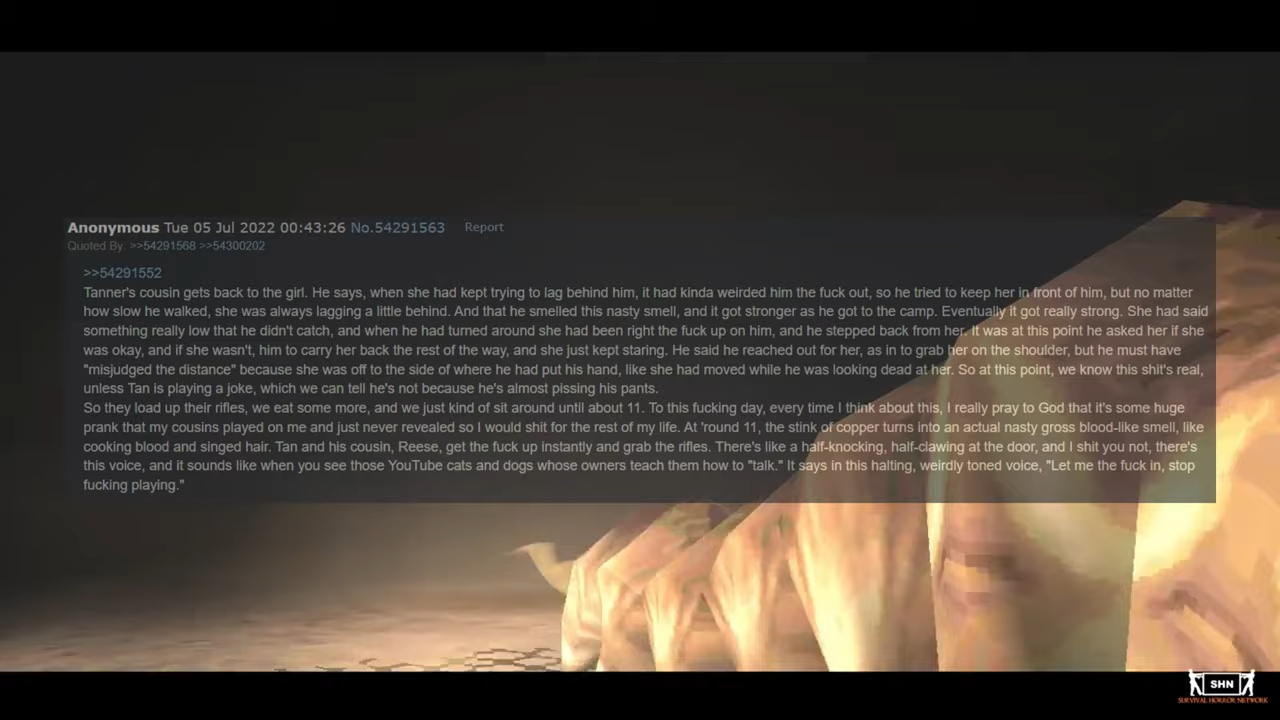 Anonymous Tue 05 Jul 2022 00:43:26 No.54291563 Report
Quoted By: >>54291568 >>54300202
>>54291552
Tanner's cousin gets back to the girl. He says, when she had kept trying to lag behind him, it had kinda weirded him the fuck out, so he tried to keep her in front of him, but no matter
how slow he walked, she was always lagging a little behind. And that he smelled this nasty smell, and it got stronger as he got to the camp. Eventually it got really strong. She had said
something really low that he didn't catch, and when he had turned around she had been right the fuck up on him, and he stepped back from her. It was at this point he asked her if she
was okay, and if she wasn't, him to carry her back the rest of the way, and she just kept staring. He said he reached out for her, as in to grab her on the shoulder, but he must have
"misjudged the distance" because she was off to the side of where he had put his hand, like she had moved while he was looking dead at her. So at this point, we know this shit's real,
unless Tan is playing a joke, which we can tell he's not because he's almost pissing his pants.
So they load up their rifles, we eat some more, and we just kind of sit around until about 11. To this fucking day, every time I think about this, I really pray to God that it's some huge
prank that my cousins played on me and just never revealed so I would shit for the rest of my life. At 'round 11, the stink of copper turns into an actual nasty gross blood-like smell, like
cooking blood and singed hair. Tan and his cousin, Reese, get the fuck up instantly and grab the rifles. There's like a half-knocking, half-clawing at the door, and I shit you not, there's
this voice, and it sounds like when you see those YouTube cats and dogs whose owners teach them how to "talk." It says in this halting, weirdly toned voice, "Let me the fuck in, stop
fucking playing."
SHN
SURVIVAL HORROR NETWORK